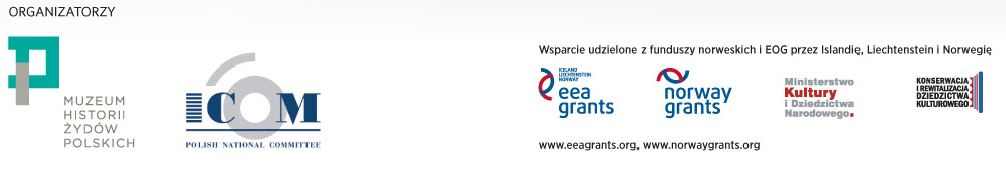 ORGANIZATORZY
MUZEUM
HISTORII
ŻYDÓW
POLSKICH
ICOM
POLISH NATIONAL COMMITTEE
Wsparcie udzielone z funduszy norweskich i EOG przez Islandię, Liechtenstein i Norwegię
ICELAND
LIECHTENSTEIN
NORWAY
eea
grants
norway
grants
Ministerstwo
Kultury
i Dziedzictwa
Narodowego.
KONSERWACJA
I REWITALIZACJA
DZIEDZICTWA
KULTUROWEGO
www.eeagrants.org, www.norwaygrants.org